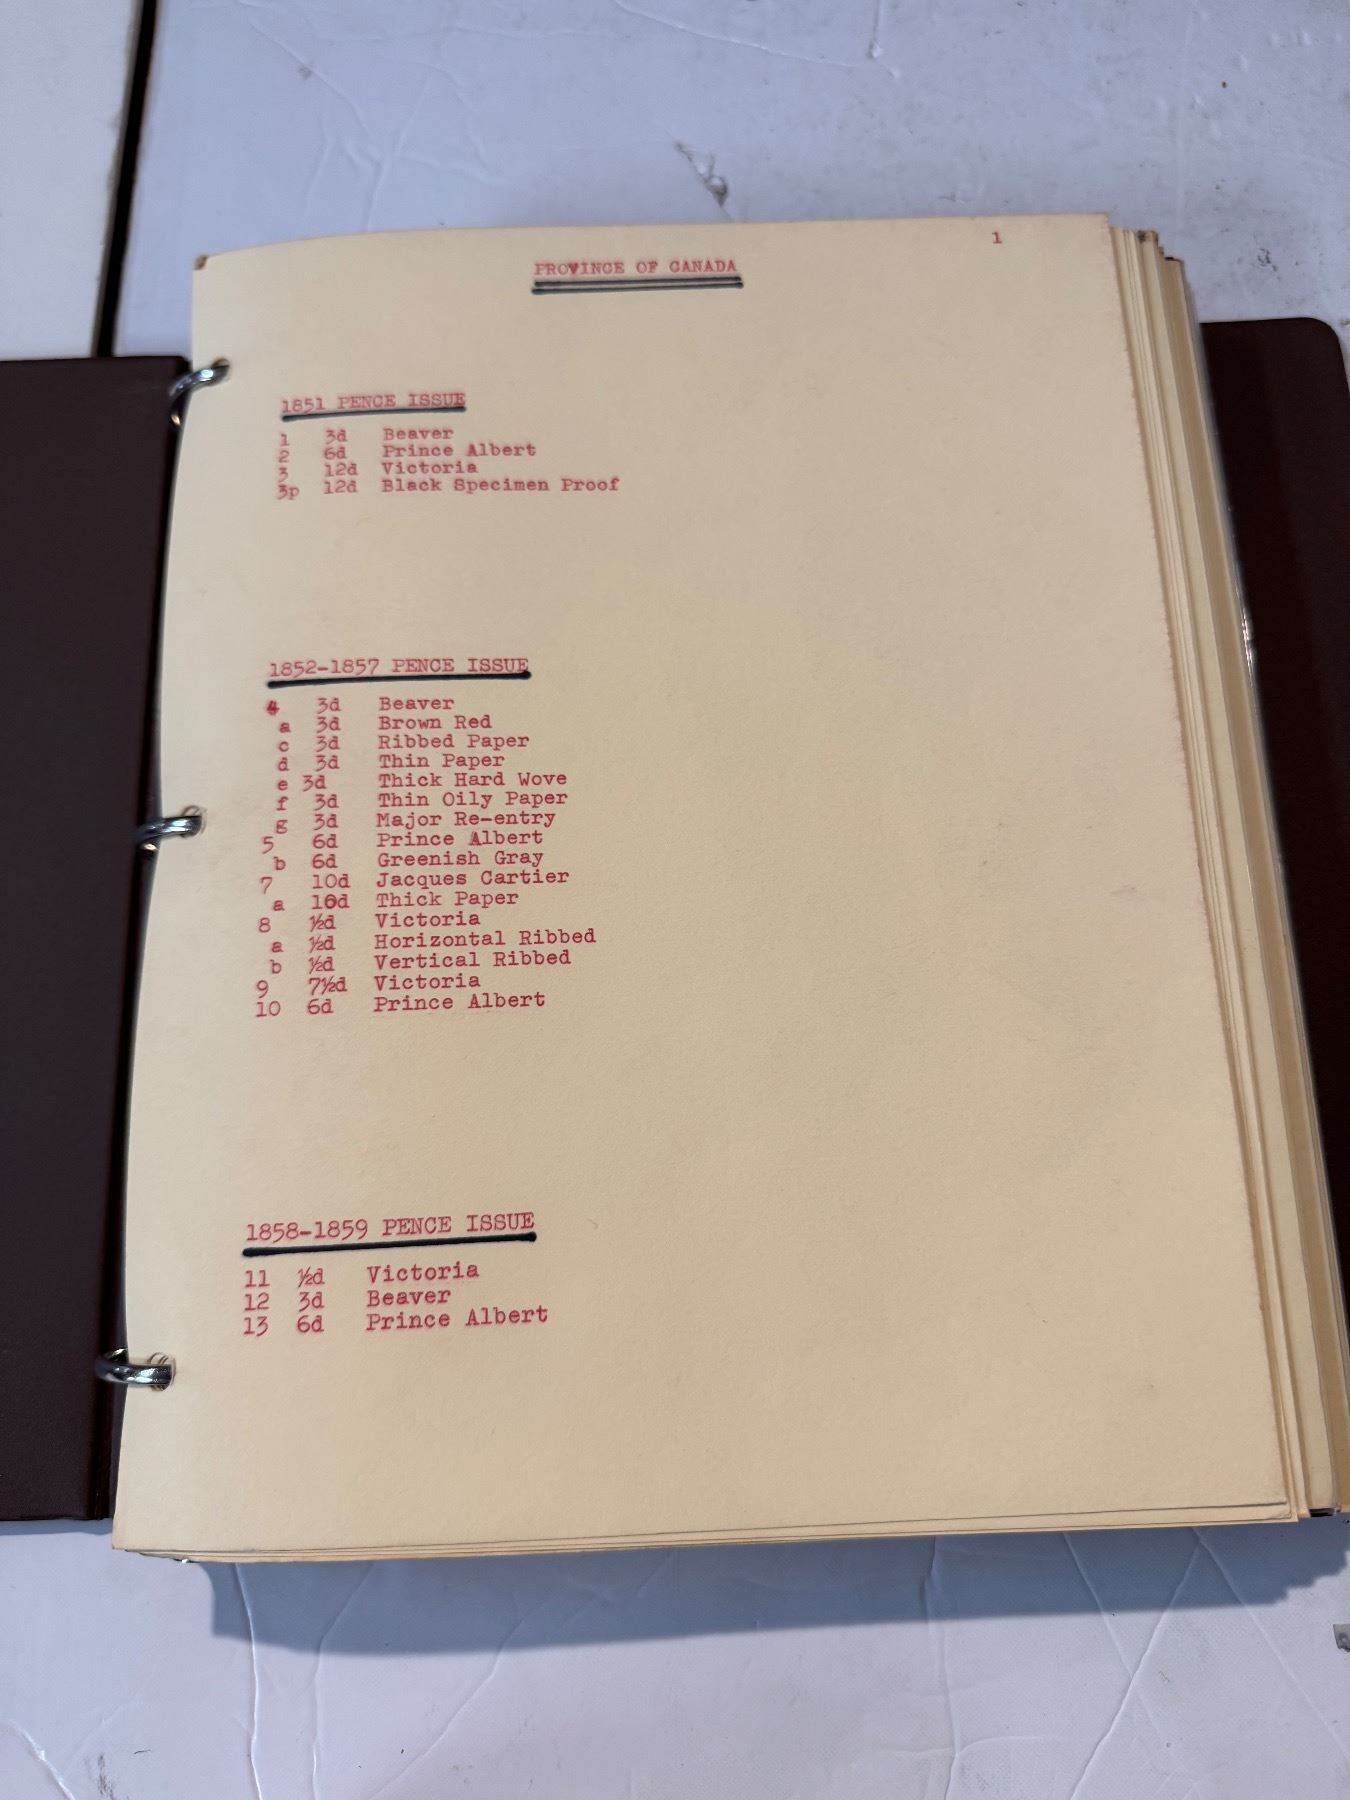 1
PROVINCE OF CANADA
1851 PENCE ISSUE
1 3d Beaver
2 6d Prince Albert
3 12d Victoria
3p 12d Black Specimen Proof
1852-1857 PENCE ISSUE
4 3d Beaver
a 3d Brown Red
c 3d Ribbed Paper
d 3d Thin Paper
e 3d Thick Hard Wove
f 3d Thin Oily Paper
g 3d Major Re-entry
5 6d Prince Albert
b 6d Greenish Gray
7 10d Jacques Cartier
a 10d Thick Paper
8 ½d Victoria
a ½d Horizontal Ribbed
b ½d Vertical Ribbed
9 7½d Victoria
10 6d Prince Albert
1858-1859 PENCE ISSUE
11 ½d Victoria
12 3d Beaver
13 6d Prince Albert